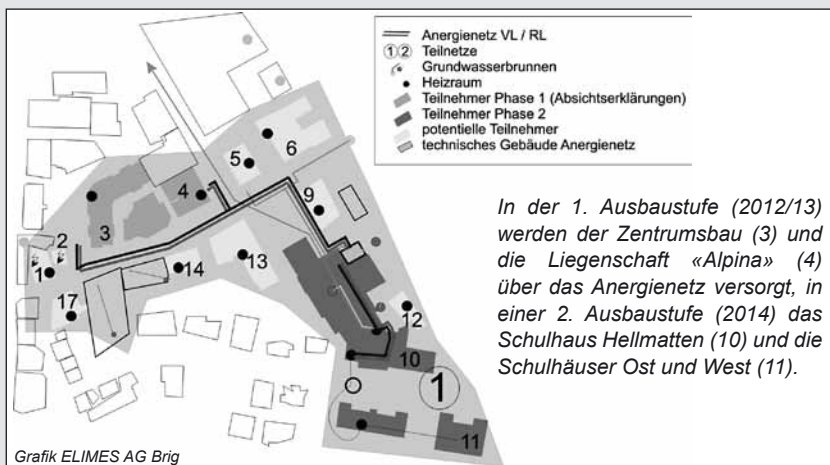 Anergienetz VL / RL
①② Teilnetze
Grundwasserbrunnen
Heizraum
Teilnehmer Phase 1 (Absichtserklärungen)
Teilnehmer Phase 2
potentielle Teilnehmer
technisches Gebäude Anergienetz
5
6
4
3
9
2
1
14
13
17
12
10
1
11
In der 1. Ausbaustufe (2012/13)
werden der Zentrumsbau (3) und
die Liegenschaft «Alpina» (4)
über das Anergienetz versorgt, in
einer 2. Ausbaustufe (2014) das
Schulhaus Hellmatten (10) und die
Schulhäuser Ost und West (11).
Grafik ELIMES AG Brig